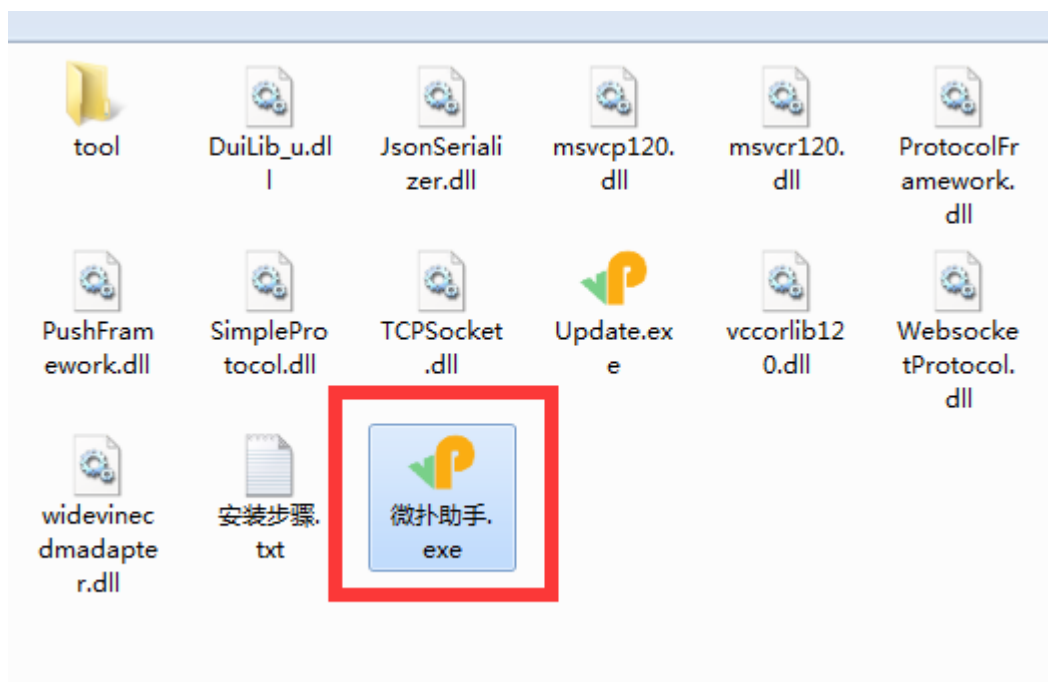 tool
DuiLib_u.dl
l
JsonSeriali
zer.dll
msvcp120.
dll
msvcr120.
dll
ProtocolFr
amework.
dll
PushFram
ework.dll
SimplePro
tocol.dll
TCPSocket
.dll
Update.ex
e
vccorlib12
0.dll
Websocke
tProtocol.
dll
widevinec
dmadapte
r.dll
安装步骤.
txt
微扑助手.
exe